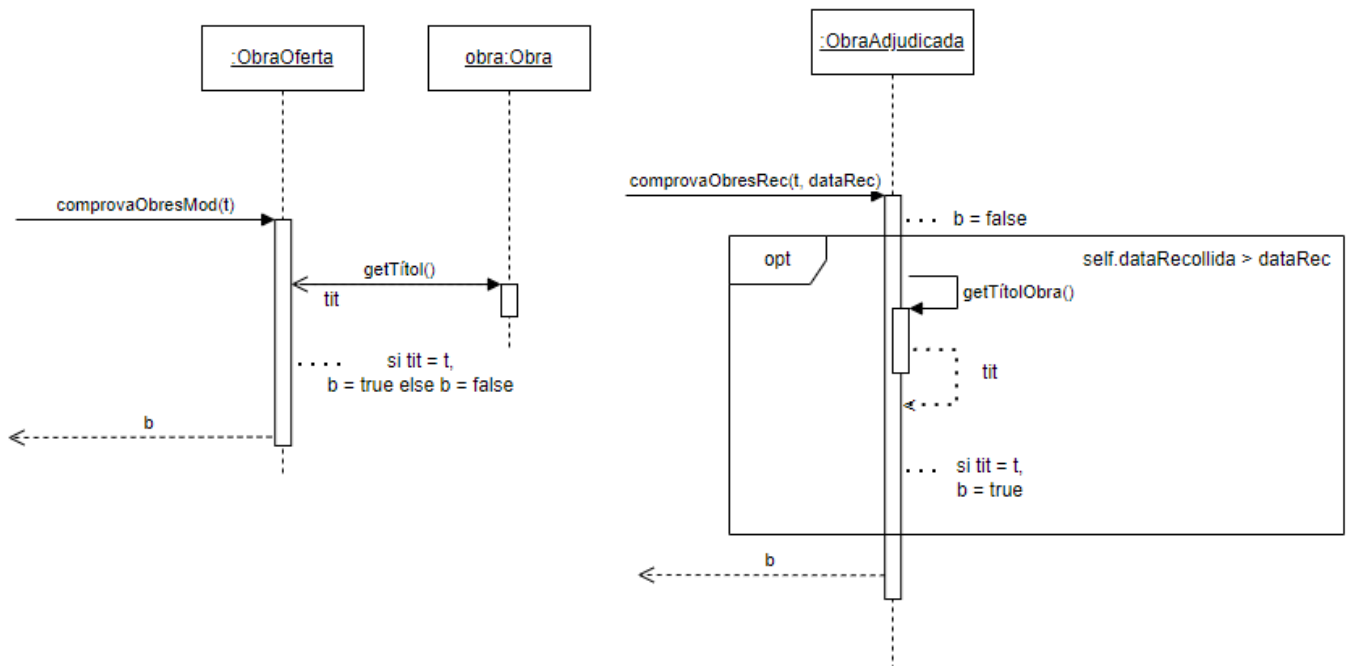 :ObraOferta
obra:Obra
comprovaObresMod(t)
getTítol()
tit
si tit = t,
b = true else b = false
b
:ObraAdjudicada
comprovaObresRec(t, dataRec)
b = false
opt
self.dataRecollida > dataRec
getTítolObra()
tit
si tit = t,
b = true
b